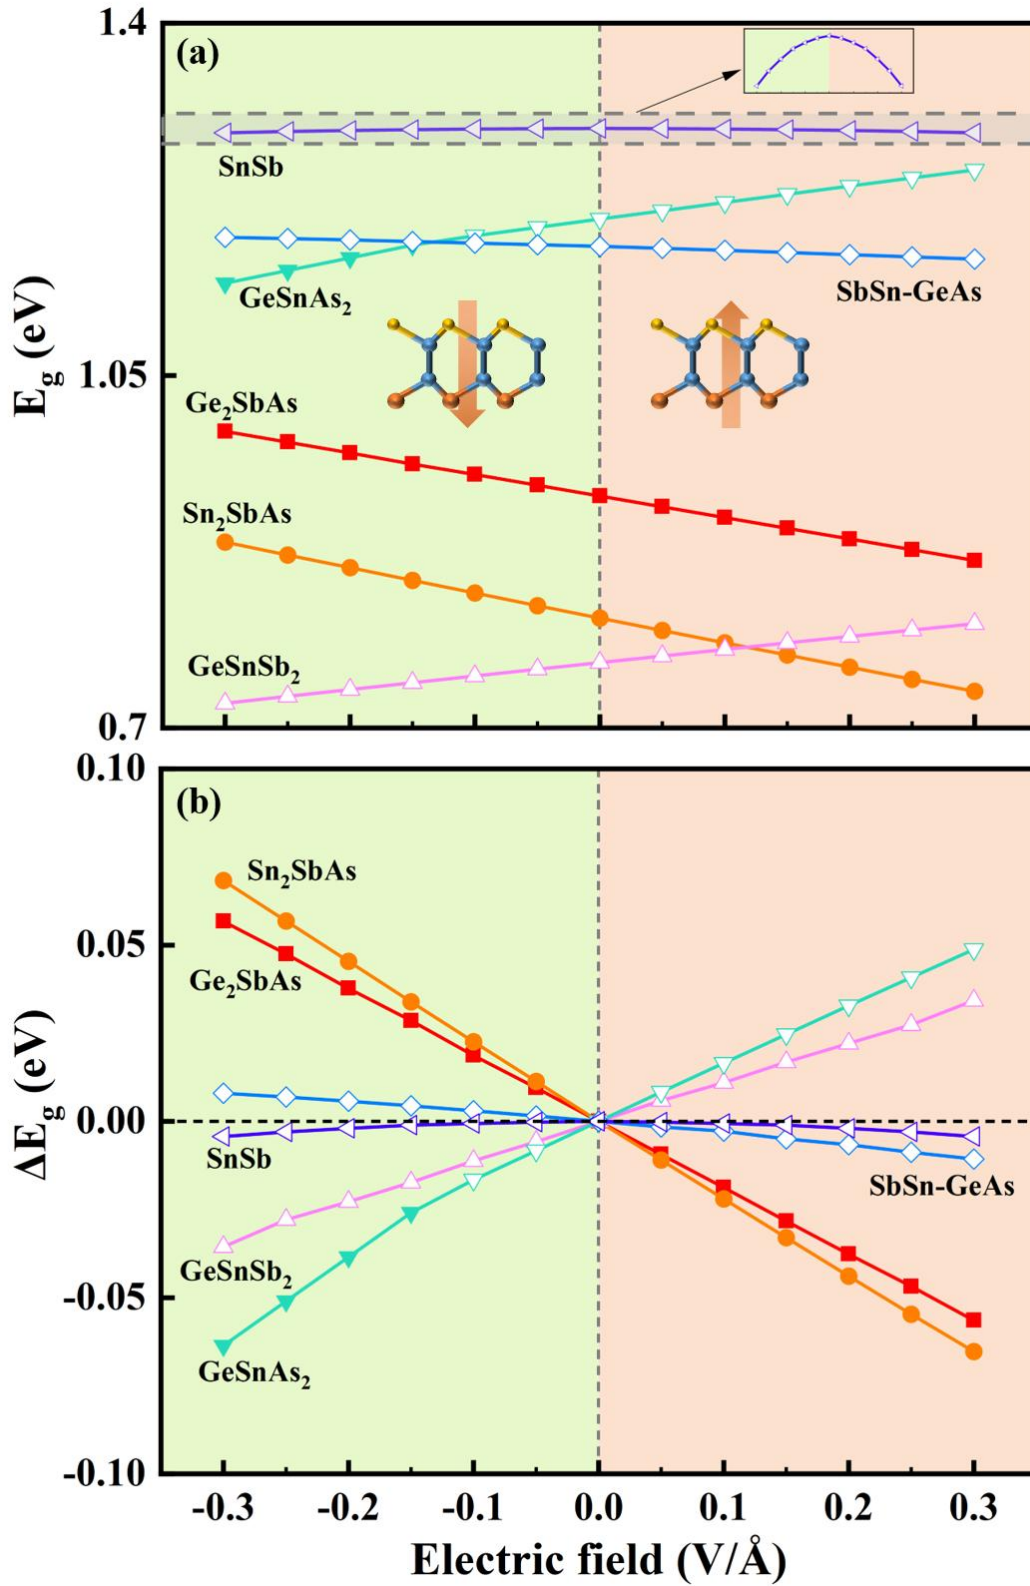 1.4
(a)
SnSb
GeSnAs₂
SbSn-GeAs
E_g (eV)
1.05
Ge₂SbAs
Sn₂SbAs
GeSnSb₂
0.7
0.10
(b)
Sn₂SbAs
0.05
Ge₂SbAs
ΔE_g (eV)
0.00
SnSb
SbSn-GeAs
GeSnSb₂
-0.05
GeSnAs₂
-0.10
-0.3 -0.2 -0.1 0.0 0.1 0.2 0.3
Electric field (V/Å)